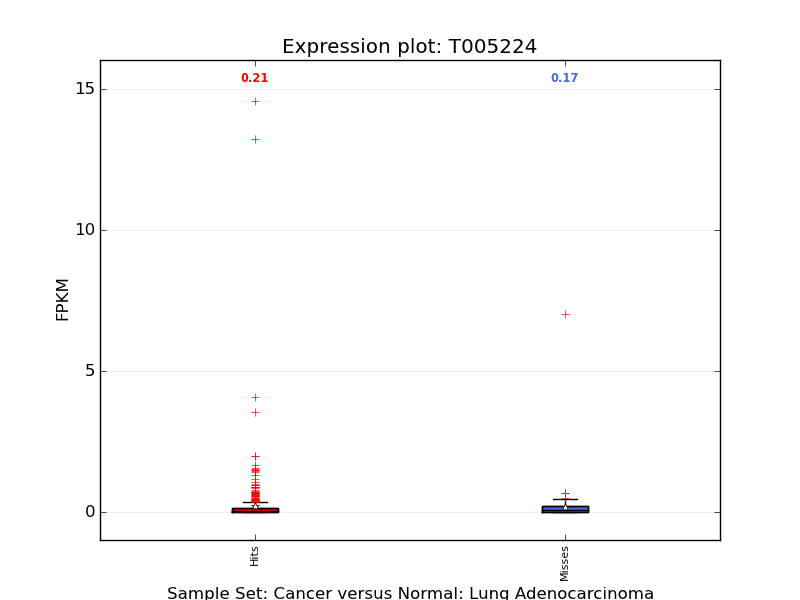 Expression plot: T005224
0.21
0.17
15
10
5
0
FPKM
Hits
Misses
Sample Set: Cancer versus Normal: Lung Adenocarcinoma